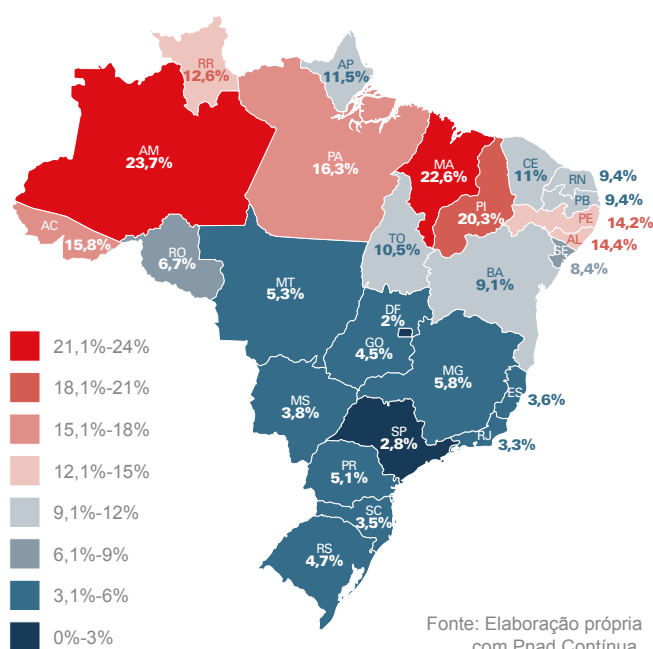 RR
12,6%
AP
11,5%
AM
23,7%
PA
16,3%
MA
22,6%
CE
11%
RN
9,4%
PB
9,4%
PI
20,3%
PE
14,2%
AL
14,4%
SE
8,4%
AC
15,8%
RO
6,7%
TO
10,5%
BA
9,1%
MT
5,3%
DF
2%
GO
4,5%
MG
5,8%
ES
3,6%
MS
3,8%
SP
2,8%
RJ
3,3%
PR
5,1%
SC
3,5%
RS
4,7%
21,1%-24%
18,1%-21%
15,1%-18%
12,1%-15%
9,1%-12%
6,1%-9%
3,1%-6%
0%-3%
Fonte: Elaboração própria
com Pnad Contínua